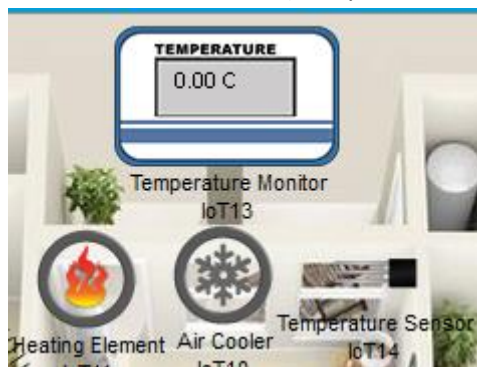 TEMPERATURE
0.00 C
Temperature Monitor
IoT13
Heating Element
Air Cooler
Temperature Sensor
IoT14